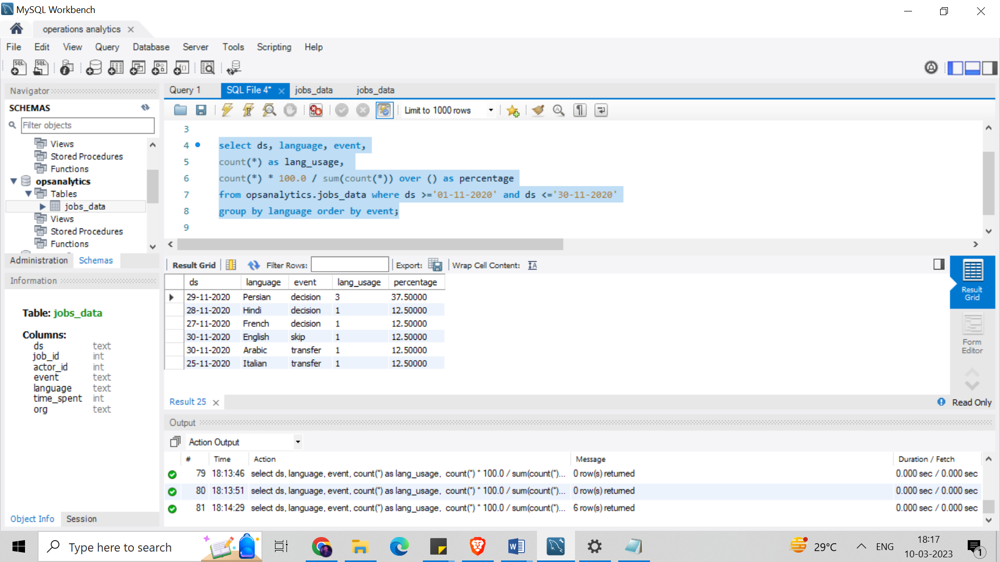 MySQL Workbench
operations analytics
File Edit View Query Database Server Tools Scripting Help
Navigator
SCHEMAS
Filter objects
Views
Stored Procedures
Functions
opsanalytics
Tables
jobs_data
Views
Stored Procedures
Functions
Administration Schemas
Information
Table: jobs_data
Columns:
ds text
job_id int
actor_id int
event text
language text
time_spent int
org text
Object Info Session
Query 1 SQL File 4* jobs_data jobs_data
Limit to 1000 rows
3
4 select ds, language, event,
5 count(*) as lang_usage,
6 count(*) * 100.0 / sum(count(*)) over () as percentage
7 from opsanalytics.jobs_data where ds >='01-11-2020' and ds <='30-11-2020'
8 group by language order by event;
9
Result Grid Filter Rows: Export: Wrap Cell Content:
ds language event lang_usage percentage
29-11-2020 Persian decision 3 37.50000
28-11-2020 Hindi decision 1 12.50000
27-11-2020 French decision 1 12.50000
30-11-2020 English skip 1 12.50000
30-11-2020 Arabic transfer 1 12.50000
25-11-2020 Italian transfer 1 12.50000
Result
Grid
Form
Editor
Result 25
Read Only
Output
Action Output
# Time Action Message Duration / Fetch
79 18:13:46 select ds, language, event, count(*) as lang_usage, count(*) * 100.0 / sum(count(*)... 0 row(s) returned 0.000 sec / 0.000 sec
80 18:13:51 select ds, language, event, count(*) as lang_usage, count(*) * 100.0 / sum(count(*)... 0 row(s) returned 0.000 sec / 0.000 sec
81 18:14:29 select ds, language, event, count(*) as lang_usage, count(*) * 100.0 / sum(count(*)... 6 row(s) returned 0.000 sec / 0.000 sec
Type here to search
29°C
ENG
18:17
10-03-2023
1